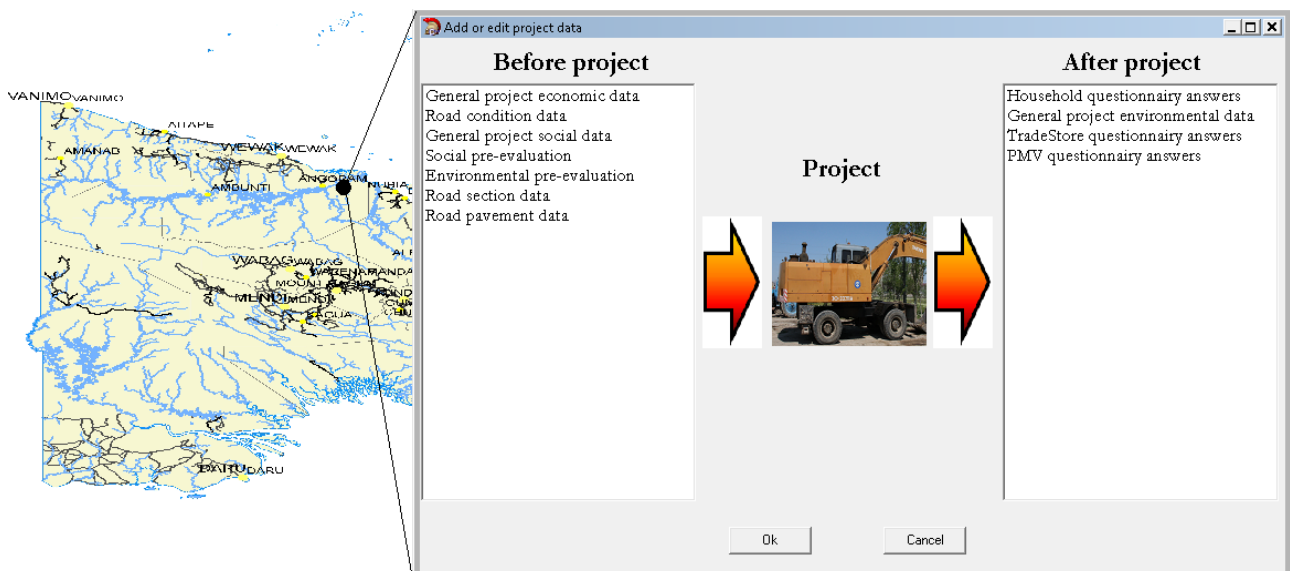 Add or edit project data
Before project
After project
General project economic data
Road condition data
General project social data
Social pre-evaluation
Environmental pre-evaluation
Road section data
Road pavement data
Project
Household questionnairy answers
General project environmental data
TradeStore questionnairy answers
PMV questionnairy answers
Ok
Cancel
VANIMO VANIMO
AITAPE
AMANAB
WEWAK WEWAK
ANGORAM
AMBUNTI
WABAG WABAG
MENDI MENDI
DARU